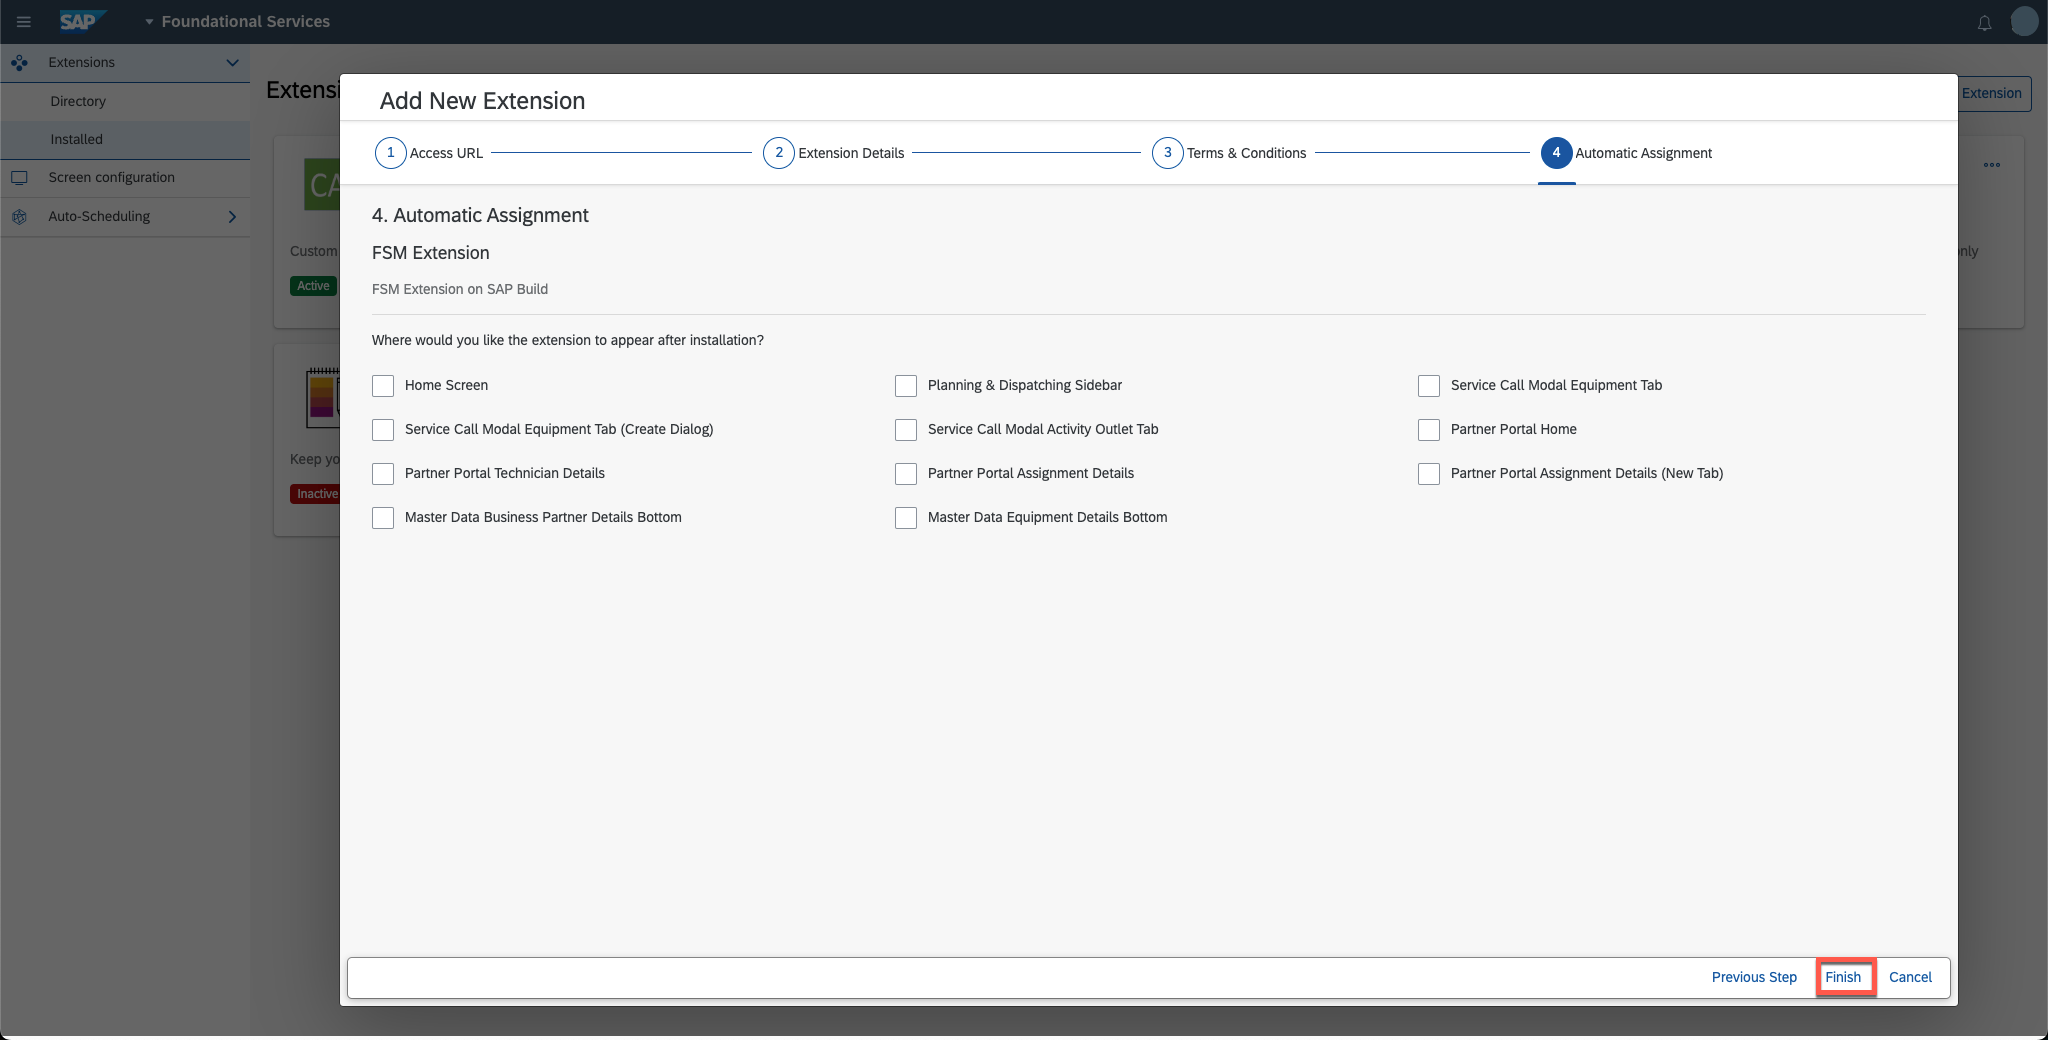 SAP
Foundational Services
Extensions
Directory
Installed
Screen configuration
Auto-Scheduling
Extension
Custom
Active
only
Keep
Inactive
Add New Extension
1 Access URL
2 Extension Details
3 Terms & Conditions
4 Automatic Assignment
4. Automatic Assignment
FSM Extension
FSM Extension on SAP Build
Where would you like the extension to appear after installation?
Home Screen
Planning & Dispatching Sidebar
Service Call Modal Equipment Tab
Service Call Modal Equipment Tab (Create Dialog)
Service Call Modal Activity Outlet Tab
Partner Portal Home
Partner Portal Technician Details
Partner Portal Assignment Details
Partner Portal Assignment Details (New Tab)
Master Data Business Partner Details Bottom
Master Data Equipment Details Bottom
Previous Step
Finish
Cancel